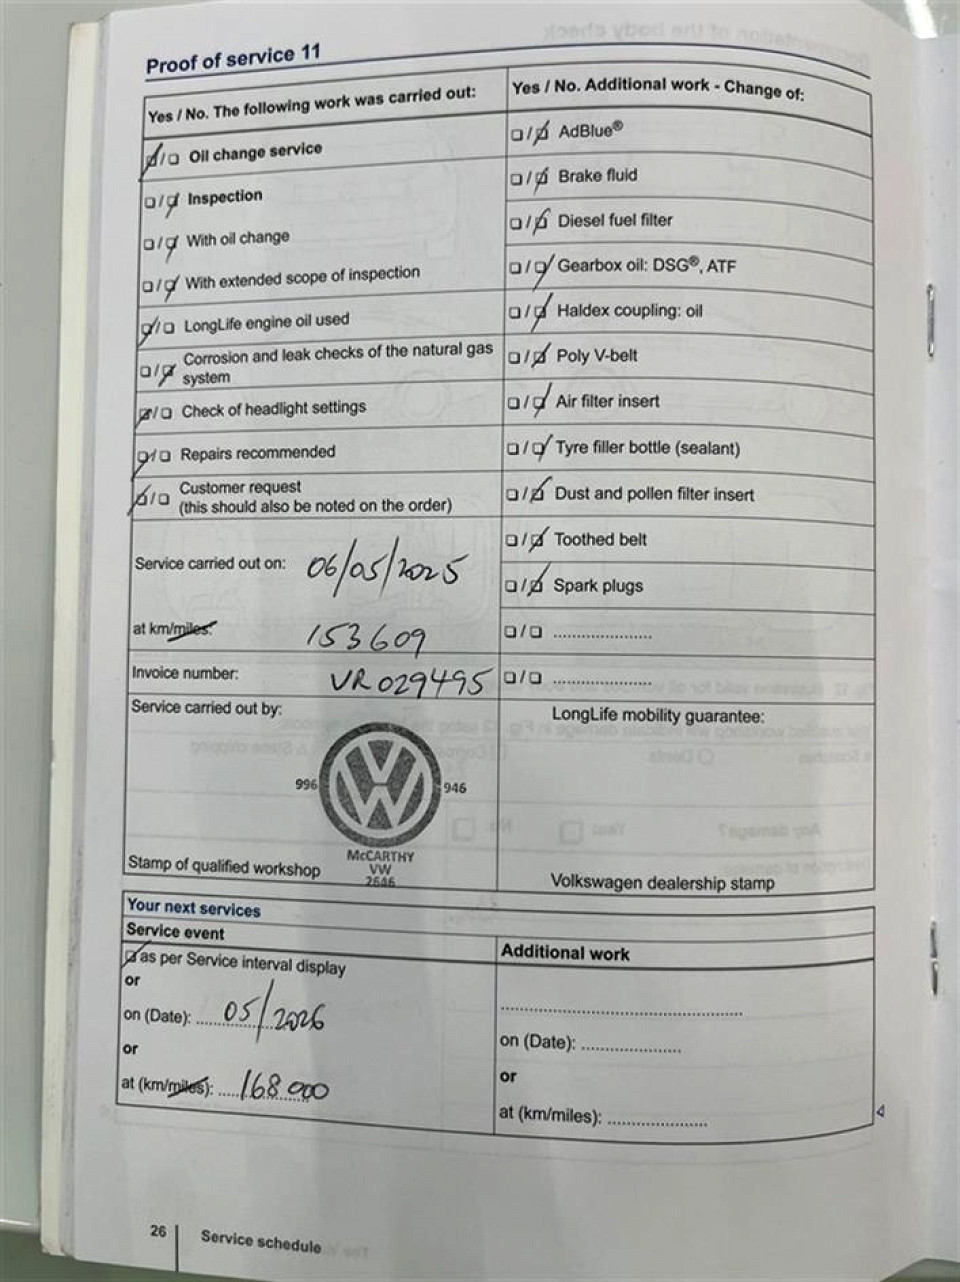 Proof of service 11
Yes / No. The following work was carried out:
Oil change service
Inspection
With oil change
With extended scope of inspection
LongLife engine oil used
Corrosion and leak checks of the natural gas
system
Check of headlight settings
Repairs recommended
Customer request
(this should also be noted on the order)
Service carried out on: 06/05/2025
at km/miles: 153609
Invoice number: VR029495
Service carried out by:
996 946
McCARTHY
VW
2646
Stamp of qualified workshop
Yes / No. Additional work - Change of:
AdBlue®
Brake fluid
Diesel fuel filter
Gearbox oil: DSG®, ATF
Haldex coupling: oil
Poly V-belt
Air filter insert
Tyre filler bottle (sealant)
Dust and pollen filter insert
Toothed belt
Spark plugs
LongLife mobility guarantee:
Volkswagen dealership stamp
Your next services
Service event
as per Service interval display
or
on (Date): 05/2026
or
at (km/miles): 168 000
Additional work
on (Date):
or
at (km/miles):
26 Service schedule